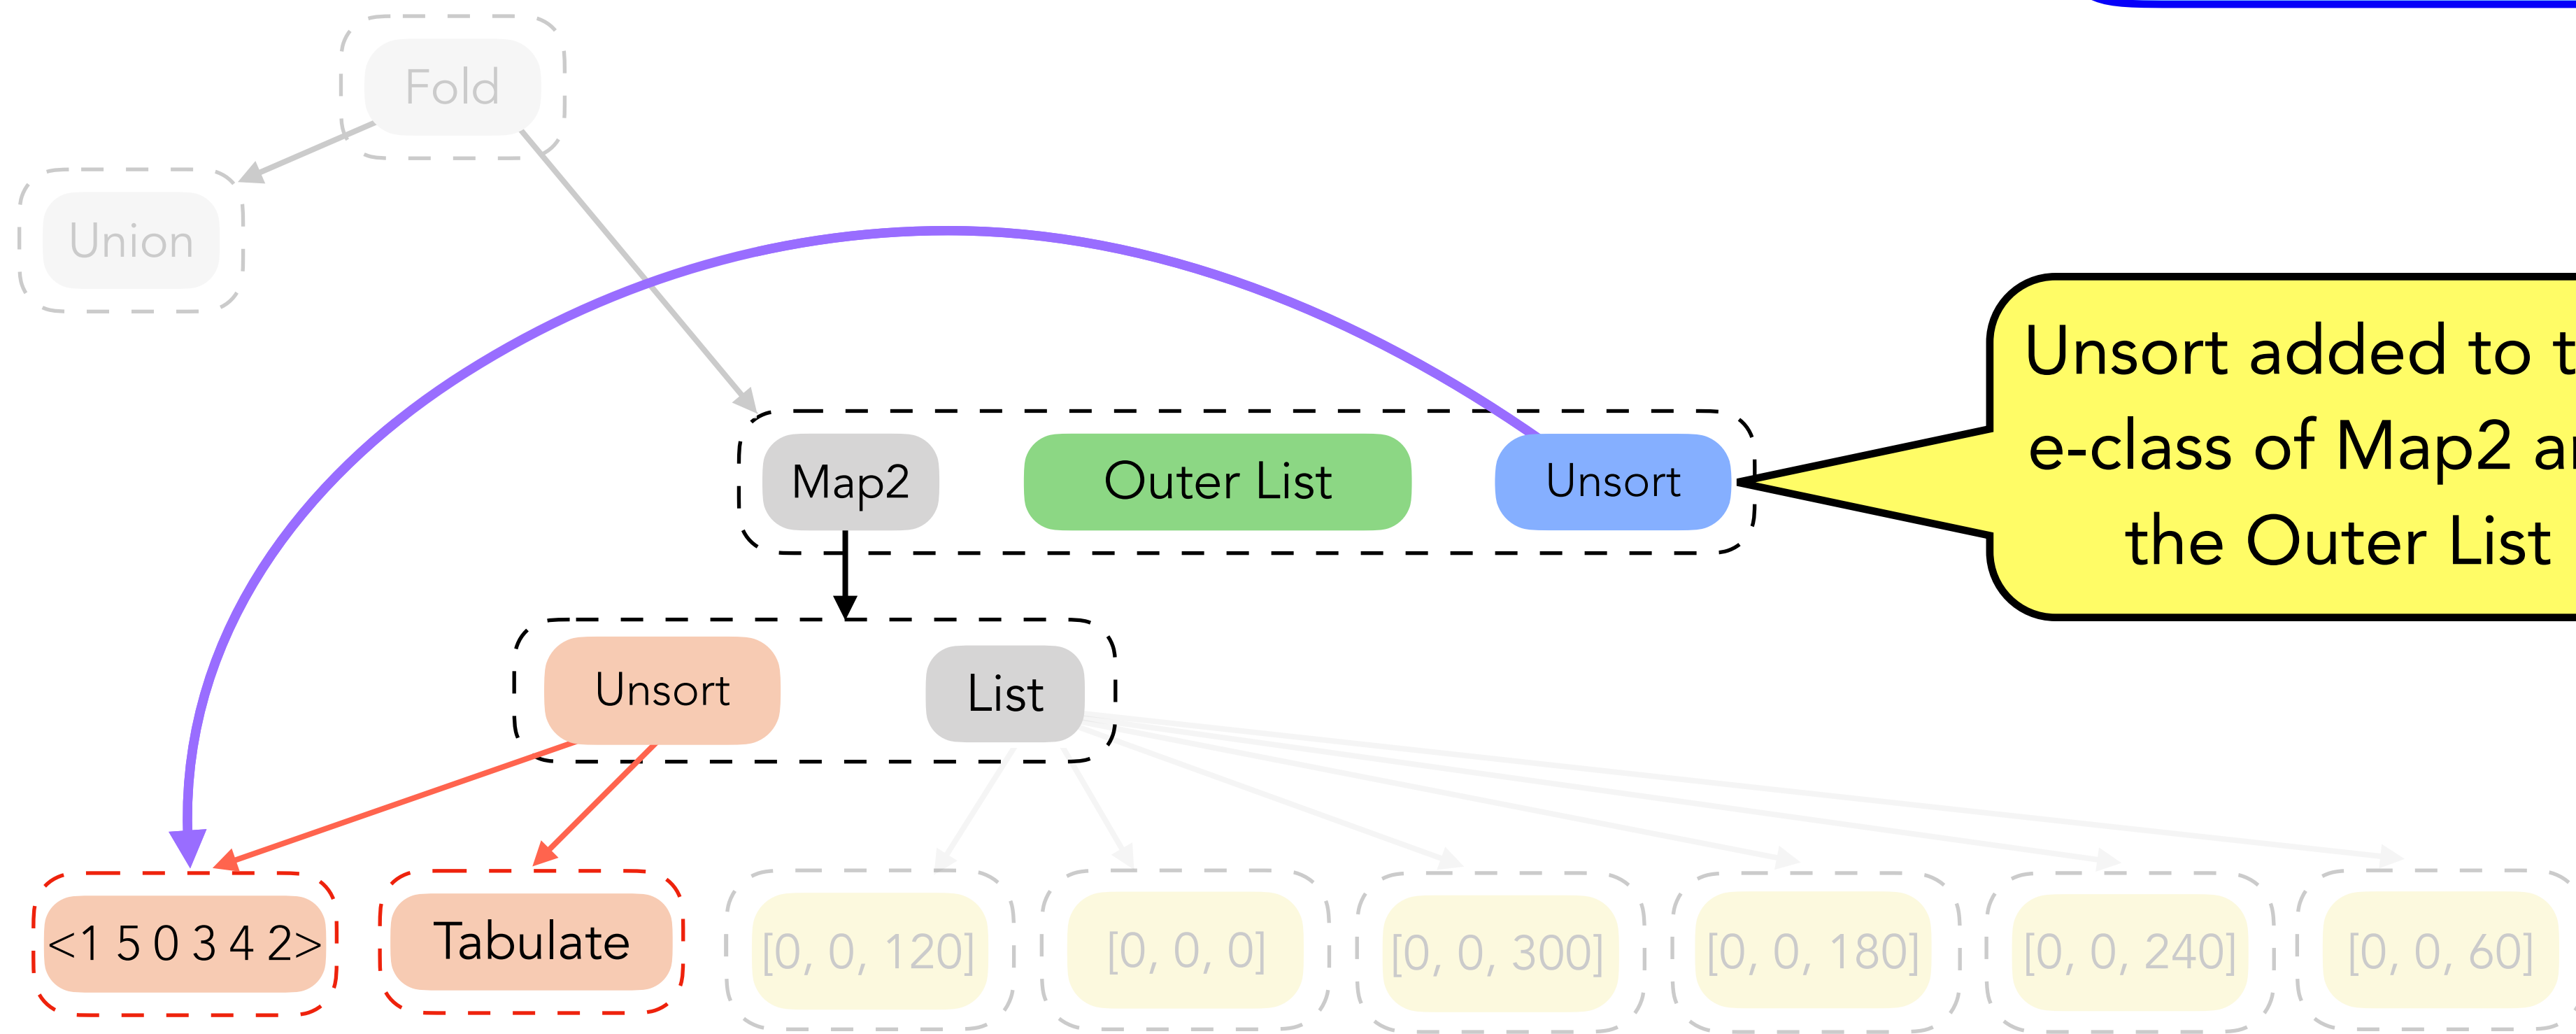 Fold
Union
Unsort added to
e-class of Map2
the Outer List
Map2
Outer List
Unsort
Unsort
List
<1 5 0 3 4 2>
Tabulate
[0, 0, 120]
[0, 0, 0]
[0, 0, 300]
[0, 0, 180]
[0, 0, 240]
[0, 0, 60]